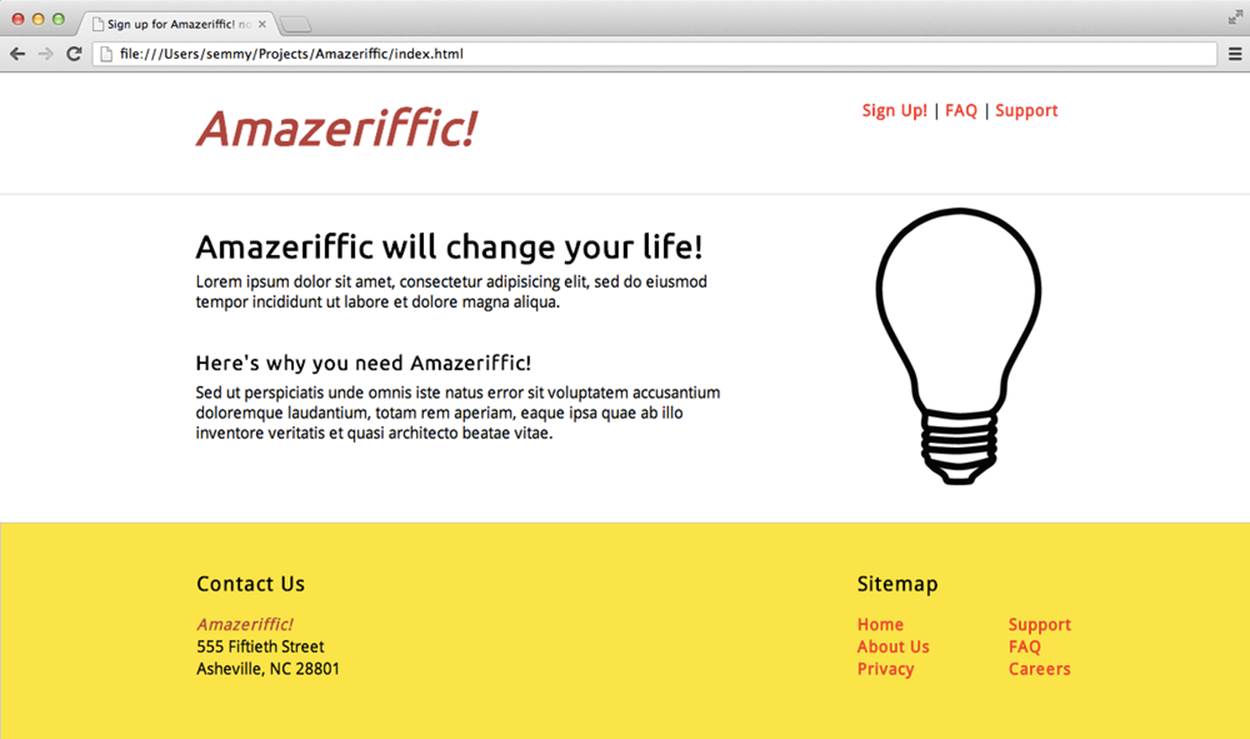 Sign up for Amazeriffic! no
file:///Users/semmy/Projects/Amazeriffic/index.html
Amazeriffic!
Sign Up! | FAQ | Support
Amazeriffic will change your life!
Lorem ipsum dolor sit amet, consectetur adipisicing elit, sed do eiusmod
tempor incididunt ut labore et dolore magna aliqua.
Here's why you need Amazeriffic!
Sed ut perspiciatis unde omnis iste natus error sit voluptatem accusantium
doloremque laudantium, totam rem aperiam, eaque ipsa quae ab illo
inventore veritatis et quasi architecto beatae vitae.
Contact Us
Amazeriffic!
555 Fiftieth Street
Asheville, NC 28801
Sitemap
Home
About Us
Privacy
Support
FAQ
Careers